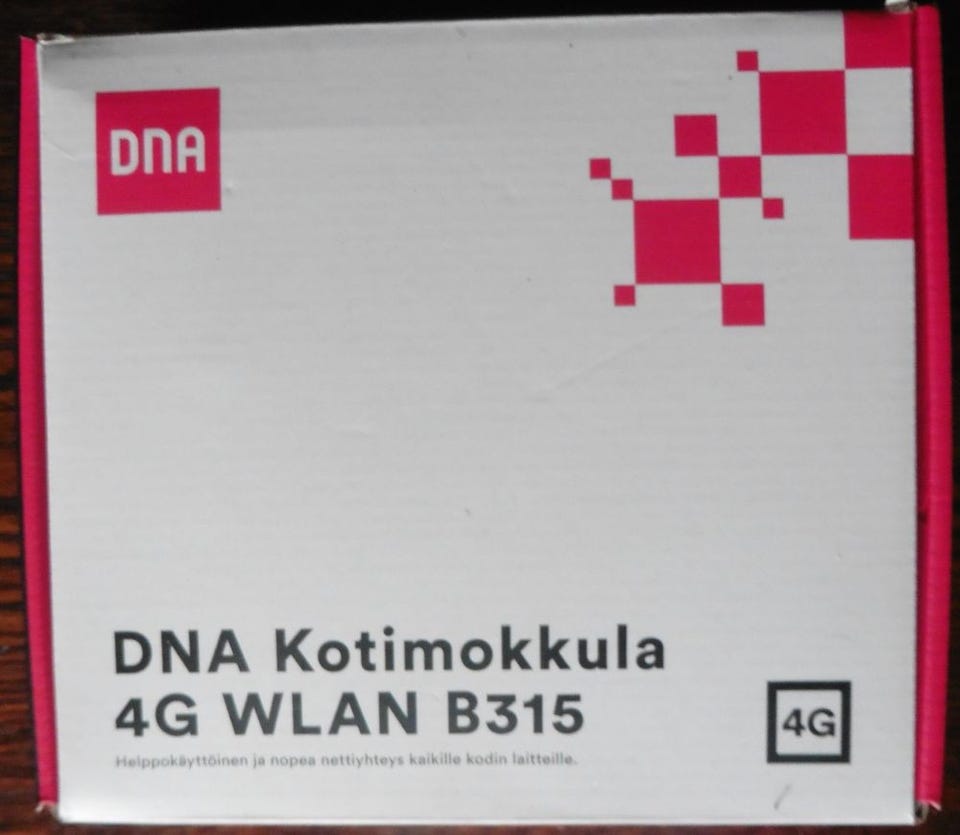 DNA
DNA Kotimokkula
4G WLAN B315
4G
Helppokäyttöinen ja nopea nettiyhteys kaikille kodin laitteille.